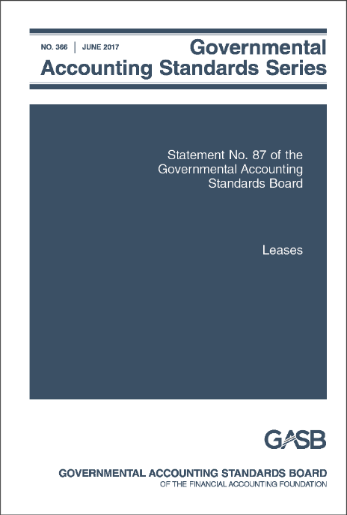 NO. 366 | JUNE 2017
Governmental
Accounting Standards Series
Statement No. 87 of the
Governmental Accounting
Standards Board
Leases
GASB
GOVERNMENTAL ACCOUNTING STANDARDS BOARD
OF THE FINANCIAL ACCOUNTING FOUNDATION